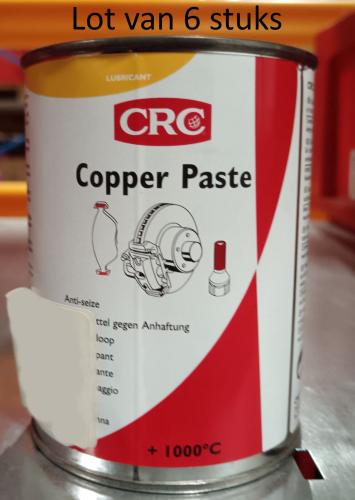 Lot van 6 stuks
LUBRICANT
CRC
Copper Paste
Anti-seize
ttel gegen Anhaftung
loop
pant
ante
aggio
nna
+ 1000°C